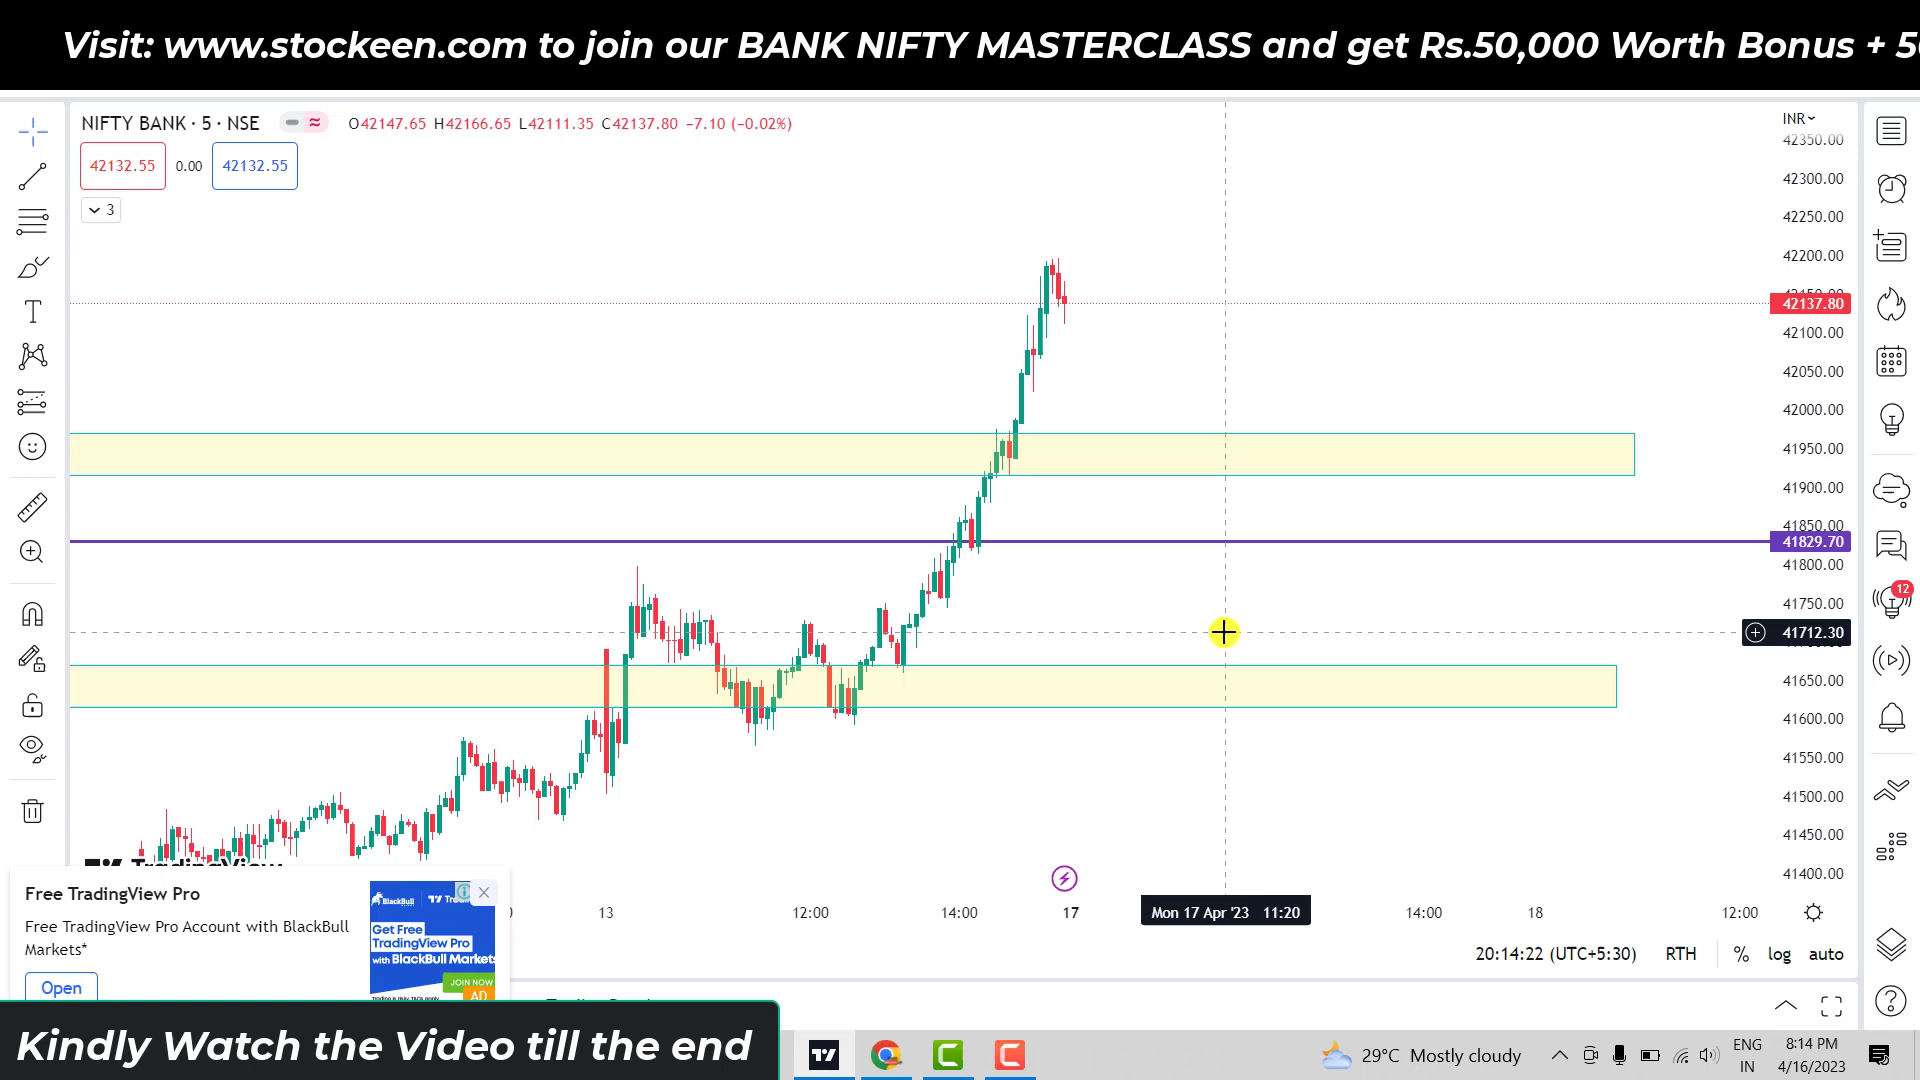 Visit: www.stockeen.com to join our BANK NIFTY MASTERCLASS and get Rs.50,000 Worth Bonus + 5
NIFTY BANK · 5 · NSE O42147.65 H42166.65 L42111.35 C42137.80 −7.10 (−0.02%)
INR
42132.55 0.00 42132.55
3
42350.00
42300.00
42250.00
42200.00
42137.80
42100.00
42050.00
42000.00
41950.00
41900.00
41850.00
41829.70
41800.00
41750.00
41712.30
41650.00
41600.00
41550.00
41500.00
41450.00
41400.00
12
TradingView
13 12:00 14:00 17 Mon 17 Apr '23 11:20 14:00 18 12:00
20:14:22 (UTC+5:30) RTH % log auto
Free TradingView Pro
Free TradingView Pro Account with BlackBull
Markets*
Open
BlackBull
Get Free
TradingView Pro
with BlackBull Markets
JOIN NOW
AD
Kindly Watch the Video till the end
29°C Mostly cloudy
ENG
IN
8:14 PM
4/16/2023